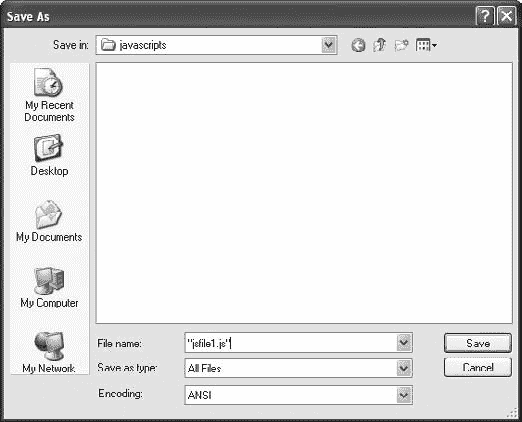 Save As
Save in:
javascripts
My Recent
Documents
Desktop
My Documents
My Computer
My Network
File name:
"jsfile1.js"
Save
Save as type:
All Files
Cancel
Encoding:
ANSI